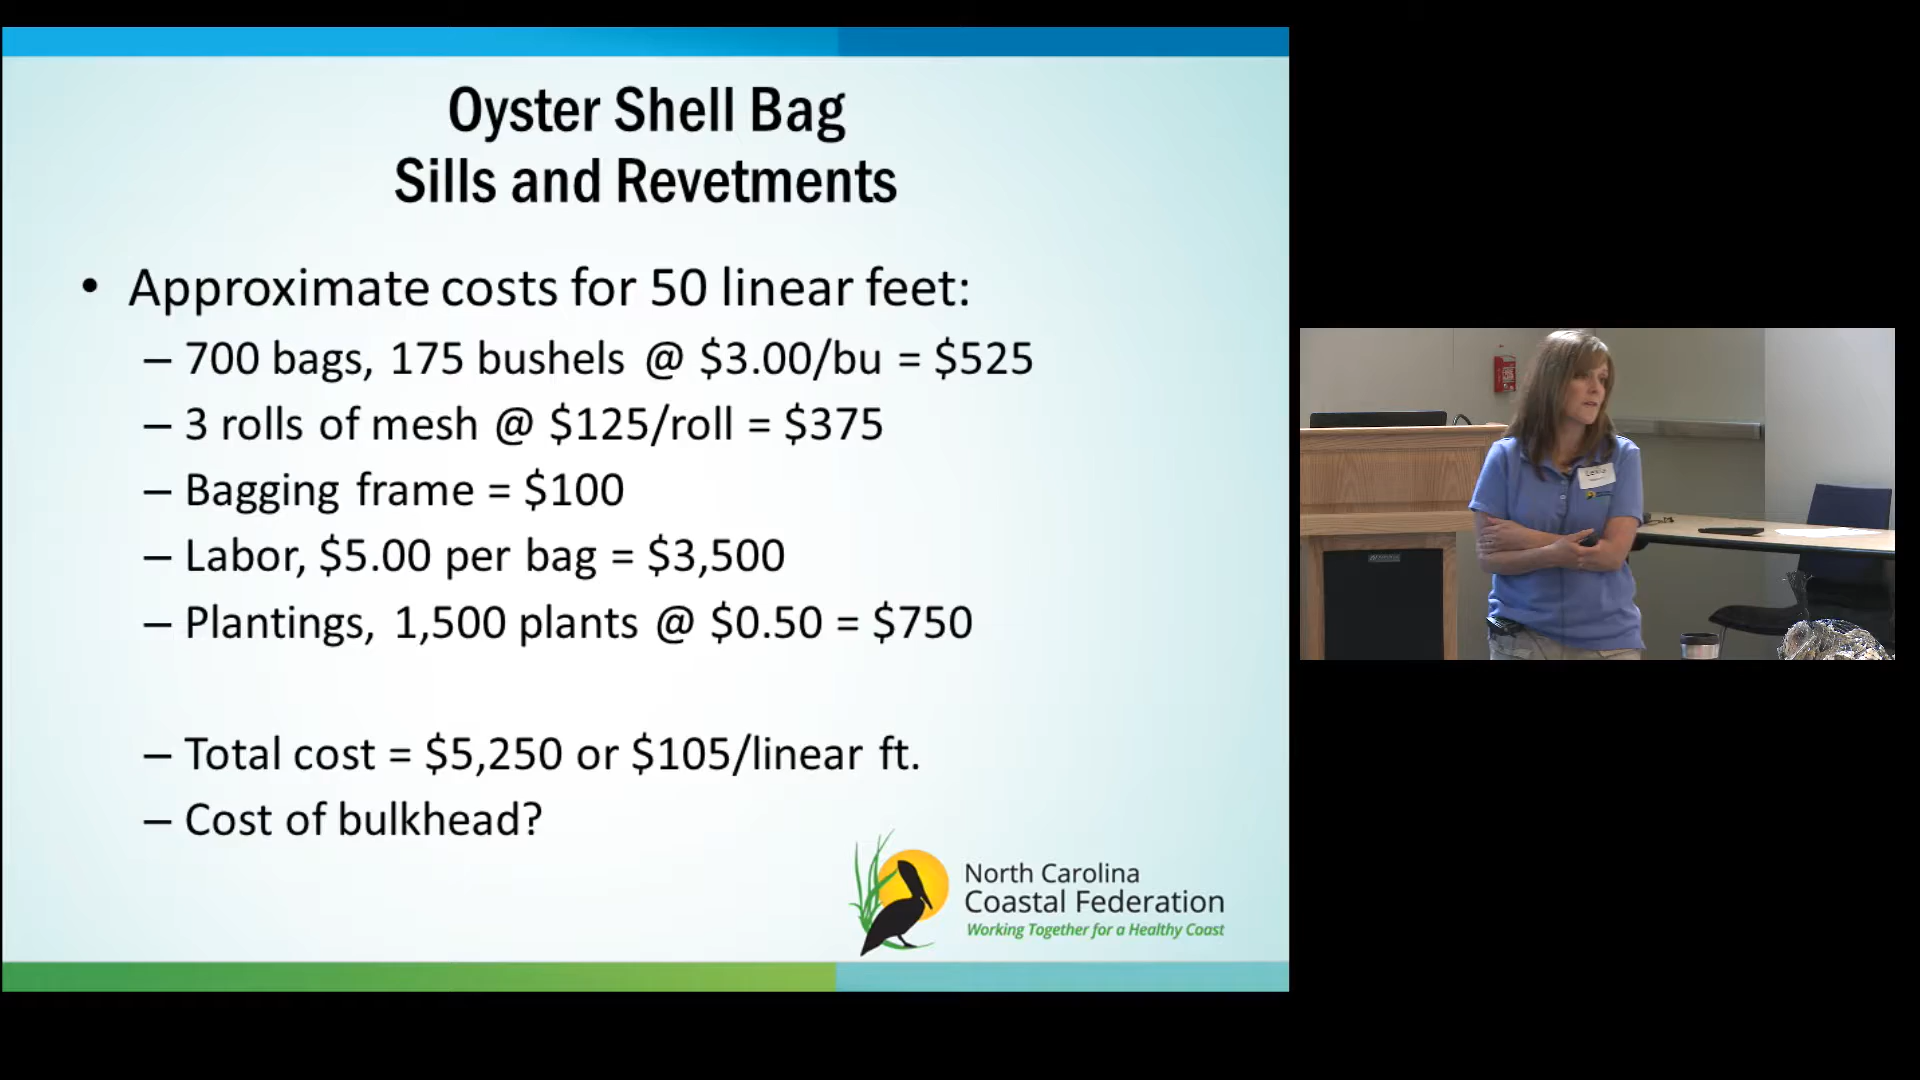 Oyster Shell Bag
Sills and Revetments
• Approximate costs for 50 linear feet:
– 700 bags, 175 bushels @ $3.00/bu = $525
– 3 rolls of mesh @ $125/roll = $375
– Bagging frame = $100
– Labor, $5.00 per bag = $3,500
– Plantings, 1,500 plants @ $0.50 = $750
– Total cost = $5,250 or $105/linear ft.
– Cost of bulkhead?
North Carolina
Coastal Federation
Working Together for a Healthy Coast